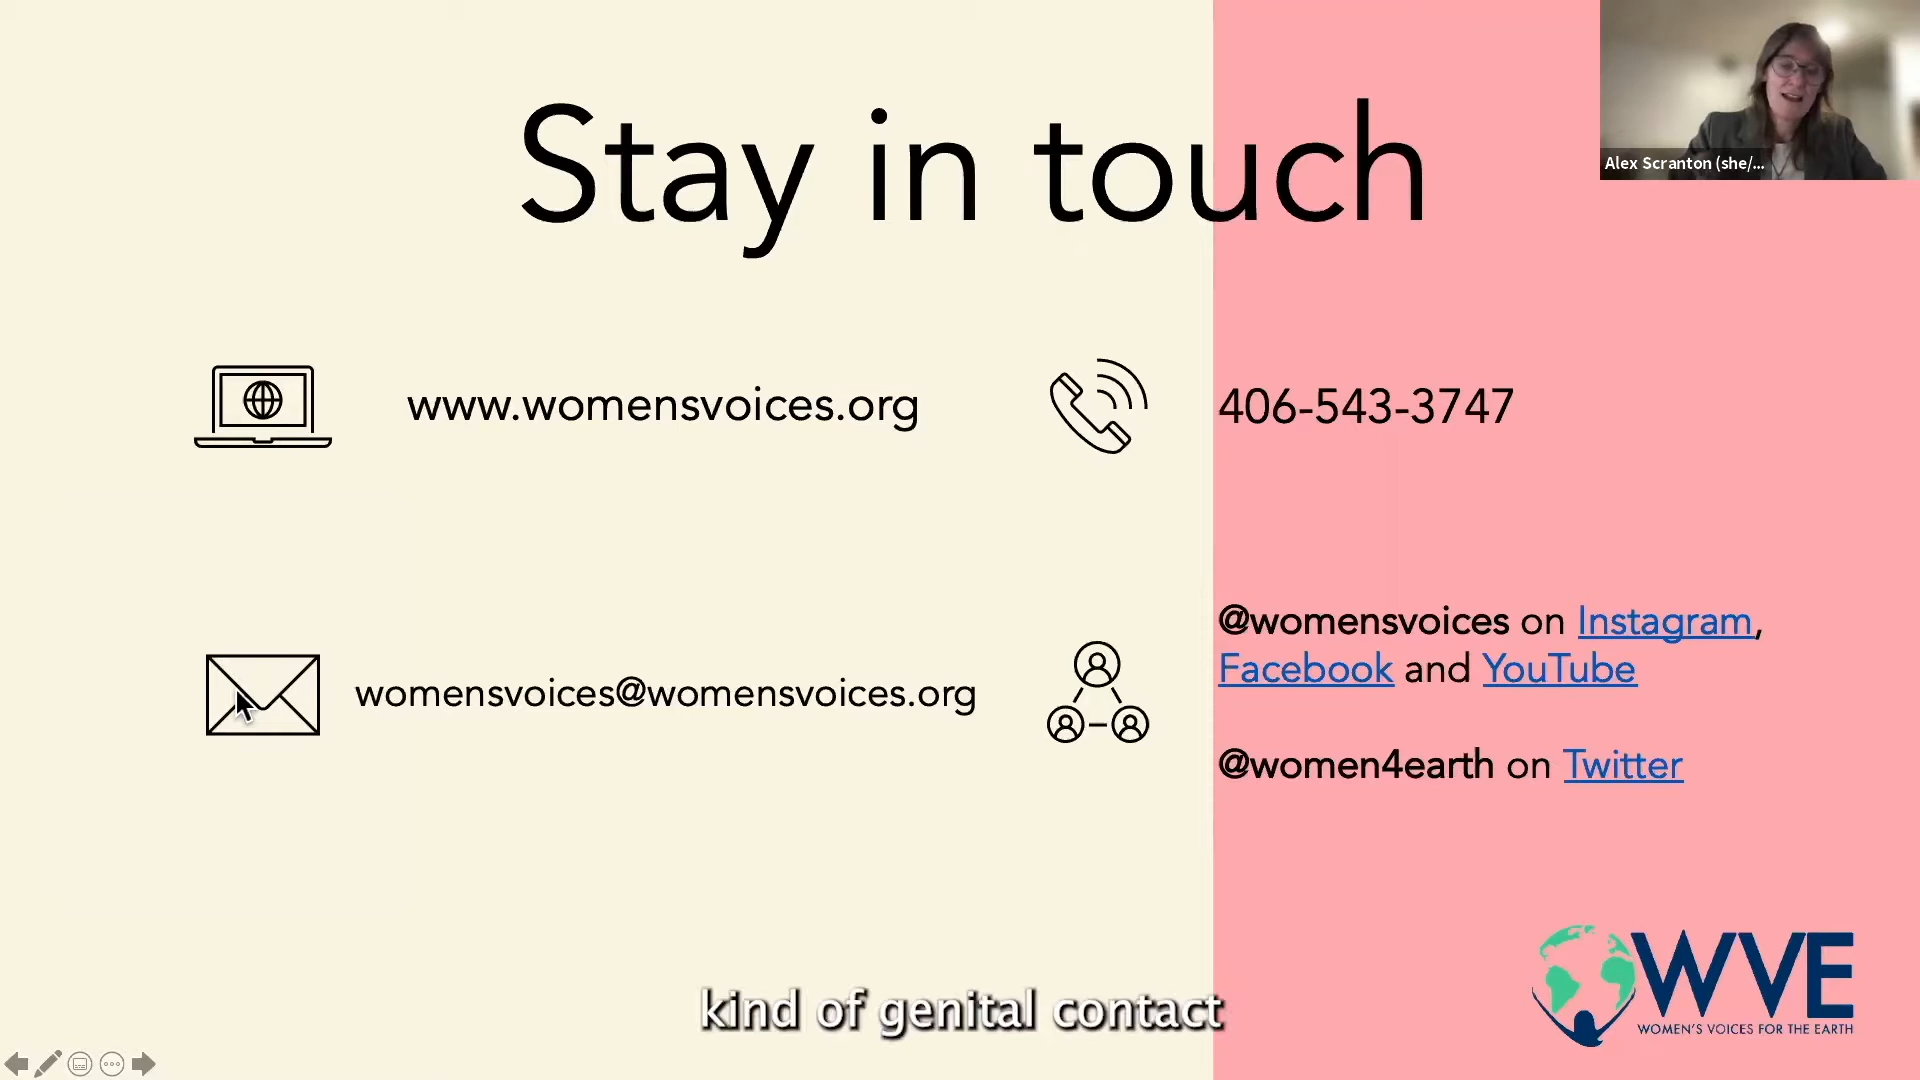 Stay in touch
Alex Scranton (she/...
www.womensvoices.org
406-543-3747
womensvoices@womensvoices.org
@womensvoices on Instagram,
Facebook and YouTube
@women4earth on Twitter
WVE
WOMEN'S VOICES FOR THE EARTH
kind of genital contact